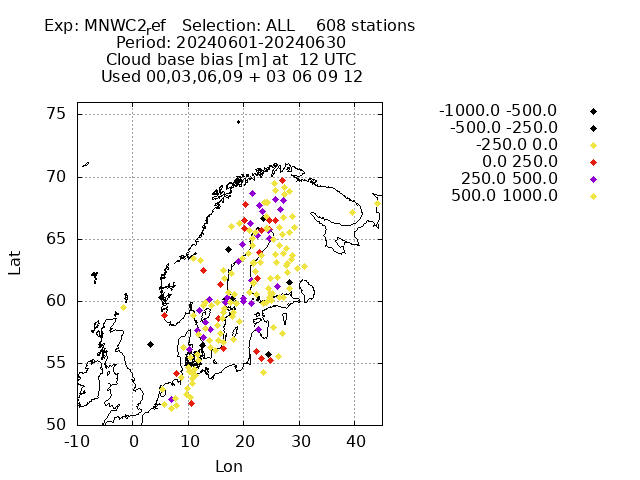 Exp: MNWC2ref Selection: ALL 608 stations
Period: 20240601-20240630
Cloud base bias [m] at 12 UTC
Used 00,03,06,09 + 03 06 09 12
-1000.0 -500.0
-500.0 -250.0
-250.0 0.0
0.0 250.0
250.0 500.0
500.0 1000.0
75
70
65
60
55
50
Lat
-10 0 10 20 30 40
Lon